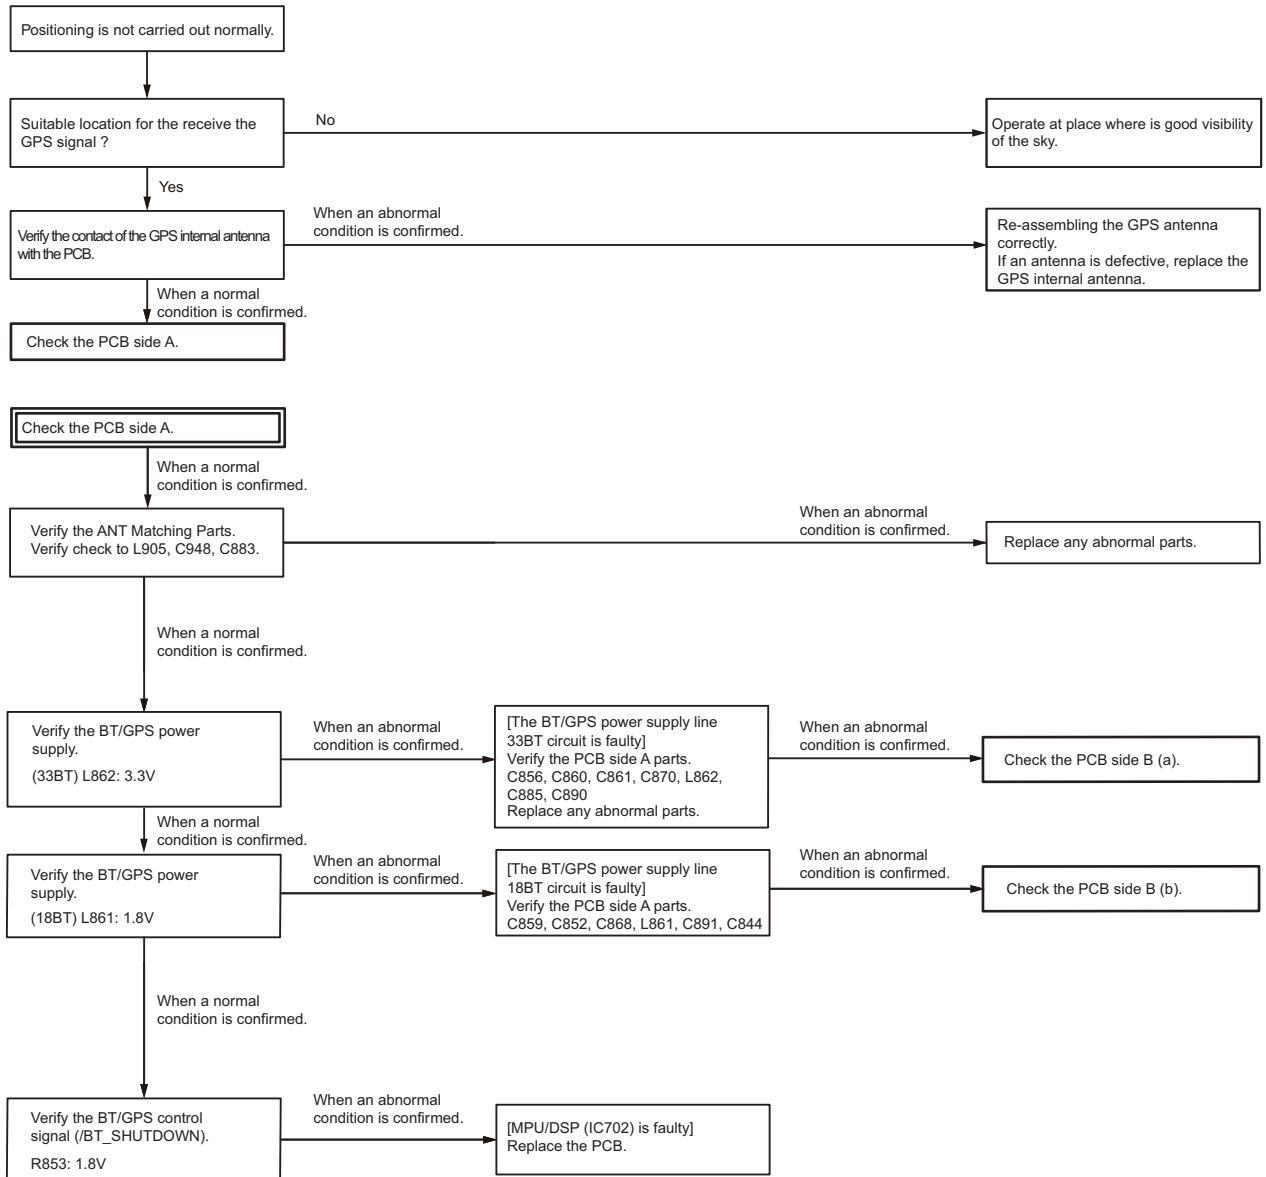 Positioning is not carried out normally.
Suitable location for the receive the
GPS signal ?
No
Operate at place where is good visibility
of the sky.
Yes
Verify the contact of the GPS internal antenna
with the PCB.
When an abnormal
condition is confirmed.
Re-assembling the GPS antenna
correctly.
If an antenna is defective, replace the
GPS internal antenna.
When a normal
condition is confirmed.
Check the PCB side A.
Check the PCB side A.
When a normal
condition is confirmed.
Verify the ANT Matching Parts.
Verify check to L905, C948, C883.
When an abnormal
condition is confirmed.
Replace any abnormal parts.
When a normal
condition is confirmed.
Verify the BT/GPS power
supply.
(33BT) L862: 3.3V
When an abnormal
condition is confirmed.
[The BT/GPS power supply line
33BT circuit is faulty]
Verify the PCB side A parts.
C856, C860, C861, C870, L862,
C885, C890
Replace any abnormal parts.
When an abnormal
condition is confirmed.
Check the PCB side B (a).
When a normal
condition is confirmed.
Verify the BT/GPS power
supply.
(18BT) L861: 1.8V
When an abnormal
condition is confirmed.
[The BT/GPS power supply line
18BT circuit is faulty]
Verify the PCB side A parts.
C859, C852, C868, L861, C891, C844
When an abnormal
condition is confirmed.
Check the PCB side B (b).
When a normal
condition is confirmed.
Verify the BT/GPS control
signal (/BT_SHUTDOWN).
R853: 1.8V
When an abnormal
condition is confirmed.
[MPU/DSP (IC702) is faulty]
Replace the PCB.